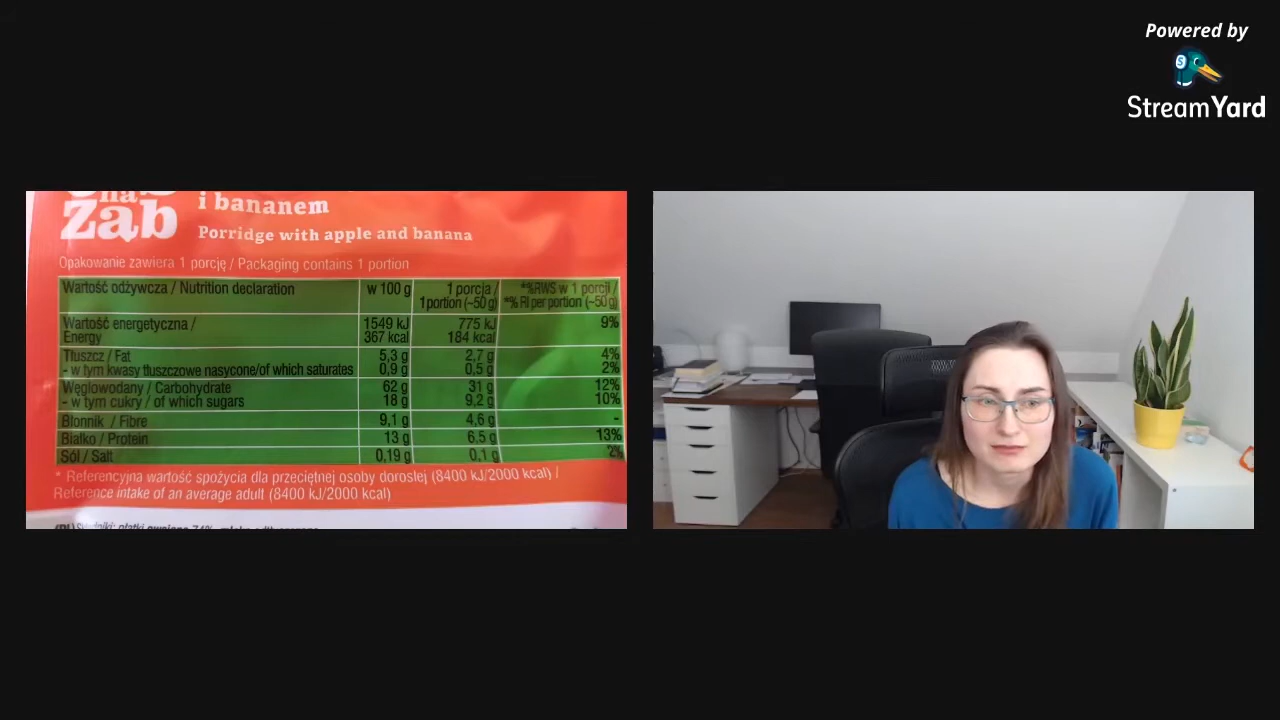 Powered by
StreamYard
na
ząb
i bananem
Porridge with apple and banana
Opakowanie zawiera 1 porcję / Packaging contains 1 portion
Wartość odżywcza / Nutrition declaration w 100 g 1 porcja / 1portion (~50 g) *%RWS w 1 porcji / *% RI per portion (~50 g)
Wartość energetyczna / Energy 1549 kJ 367 kcal 775 kJ 184 kcal 9%
Tłuszcz / Fat 5,3 g 2,7 g 4%
- w tym kwasy tłuszczowe nasycone/of which saturates 0,9 g 0,5 g 2%
Węglowodany / Carbohydrate 62 g 31 g 12%
- w tym cukry / of which sugars 18 g 9,2 g 10%
Błonnik / Fibre 9,1 g 4,6 g -
Białko / Protein 13 g 6,5 g 13%
Sól / Salt 0,19 g 0,1 g 2%
* Referencyjna wartość spożycia dla przeciętnej osoby dorosłej (8400 kJ/2000 kcal) /
Reference intake of an average adult (8400 kJ/2000 kcal)